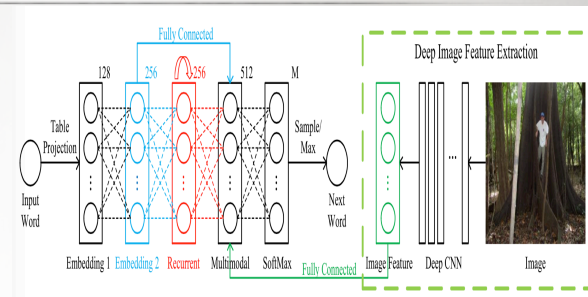 Fully Connected
Deep Image Feature Extraction
128
256
256
512
M
Table
Projection
Sample/
Max
...
Input
Word
Next
Word
Embedding 1
Embedding 2
Recurrent
Multimodal
SoftMax
Image Feature
Deep CNN
Image
Fully Connected